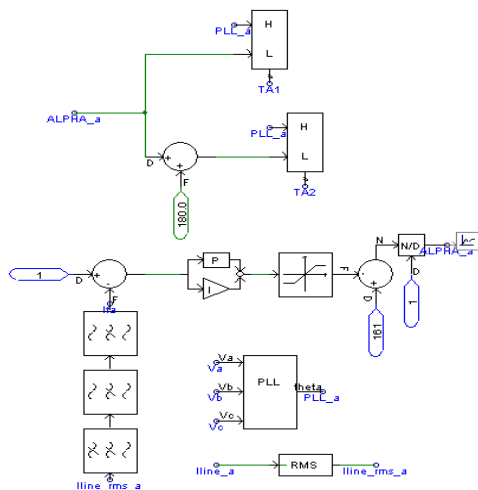 PLL_a
H
L
TA1
ALPHA_a
D + +
F
180.0
PLL_a
H
L
TA2
1
D + -
F
Ifa
P
I
F - +
D
161
N
N/D
D
1
ALPHA_a
Va
Va
Vb
Vb
Vc
Vc
PLL
theta
PLL_a
Iline_rms_a
Iline_a
RMS
Iline_rms_a